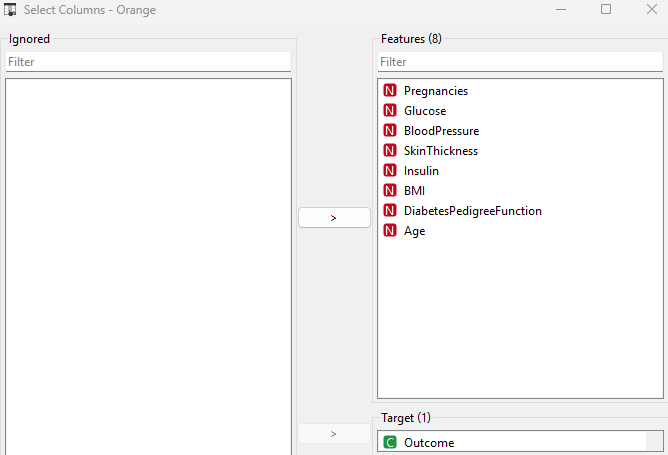 Select Columns - Orange
Ignored
Filter
Features (8)
Filter
N Pregnancies
N Glucose
N BloodPressure
N SkinThickness
N Insulin
N BMI
N DiabetesPedigreeFunction
N Age
>
Target (1)
>
C Outcome